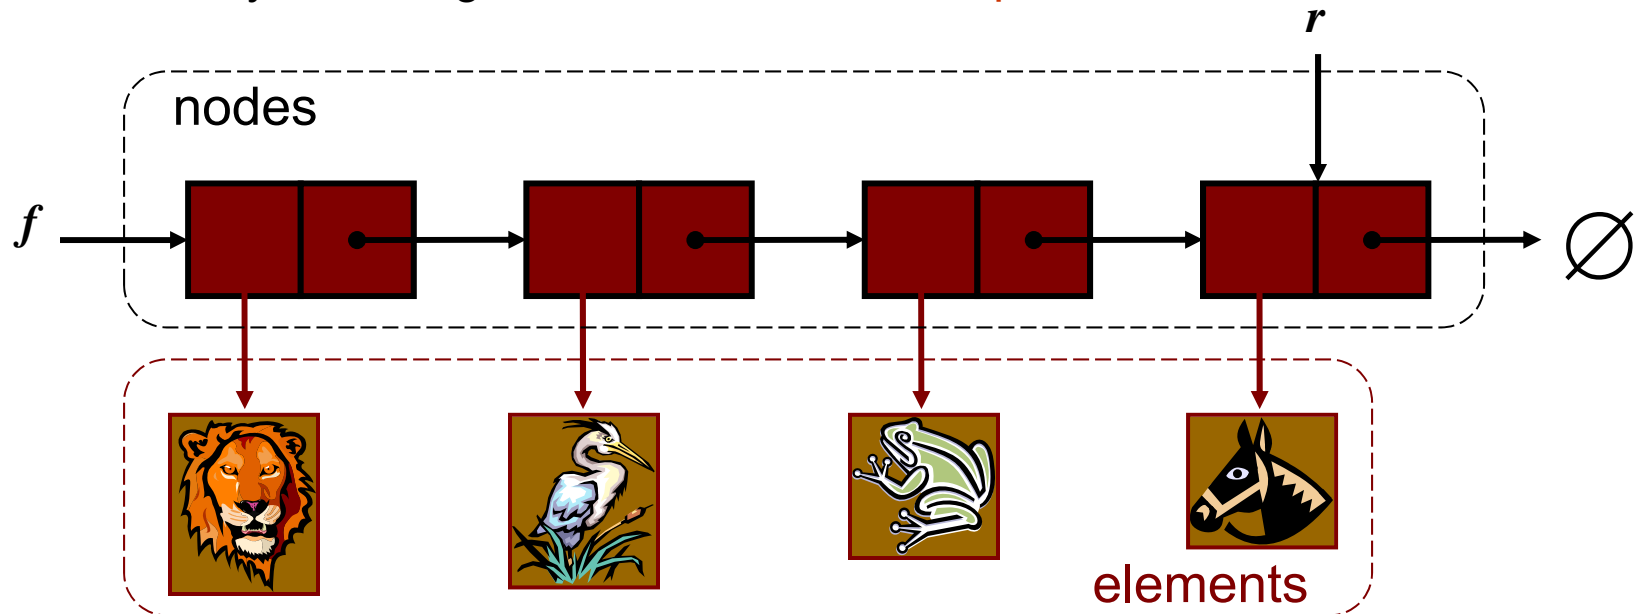 r
nodes
f
∅
elements